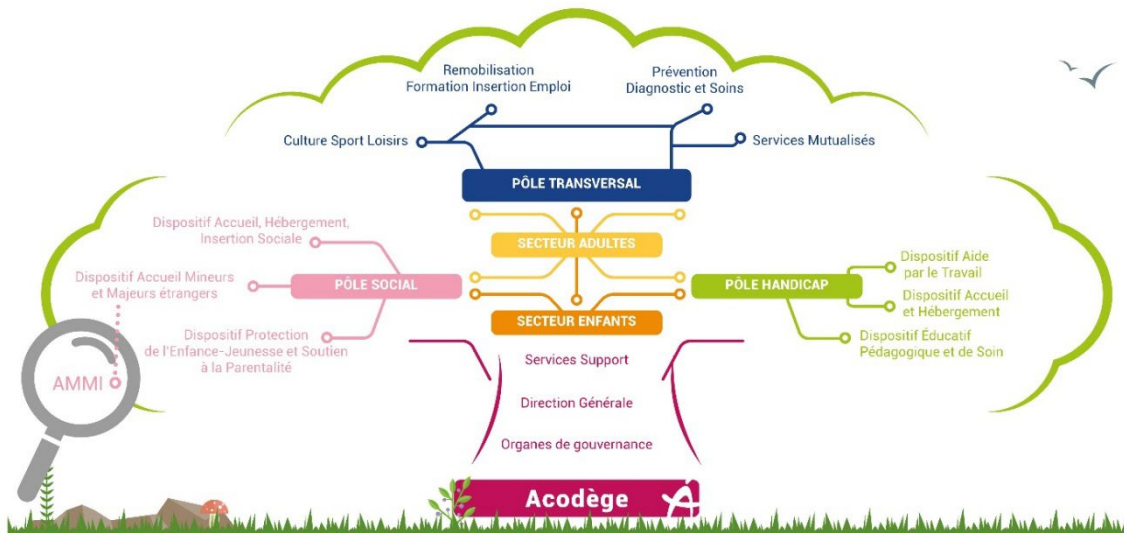 Remobilisation
Formation Insertion Emploi
Prévention
Diagnostic et Soins
Culture Sport Loisirs
Services Mutualisés
PÔLE TRANSVERSAL
Dispositif Accueil, Hébergement,
Insertion Sociale
SECTEUR ADULTES
Dispositif Aide
par le Travail
Dispositif Accueil Mineurs
et Majeurs étrangers
PÔLE SOCIAL
PÔLE HANDICAP
Dispositif Accueil
et Hébergement
SECTEUR ENFANTS
Dispositif Protection
de l'Enfance-Jeunesse et Soutien
à la Parentalité
Dispositif Éducatif
Pédagogique et de Soin
Services Support
AMMI
Direction Générale
Organes de gouvernance
Acodège